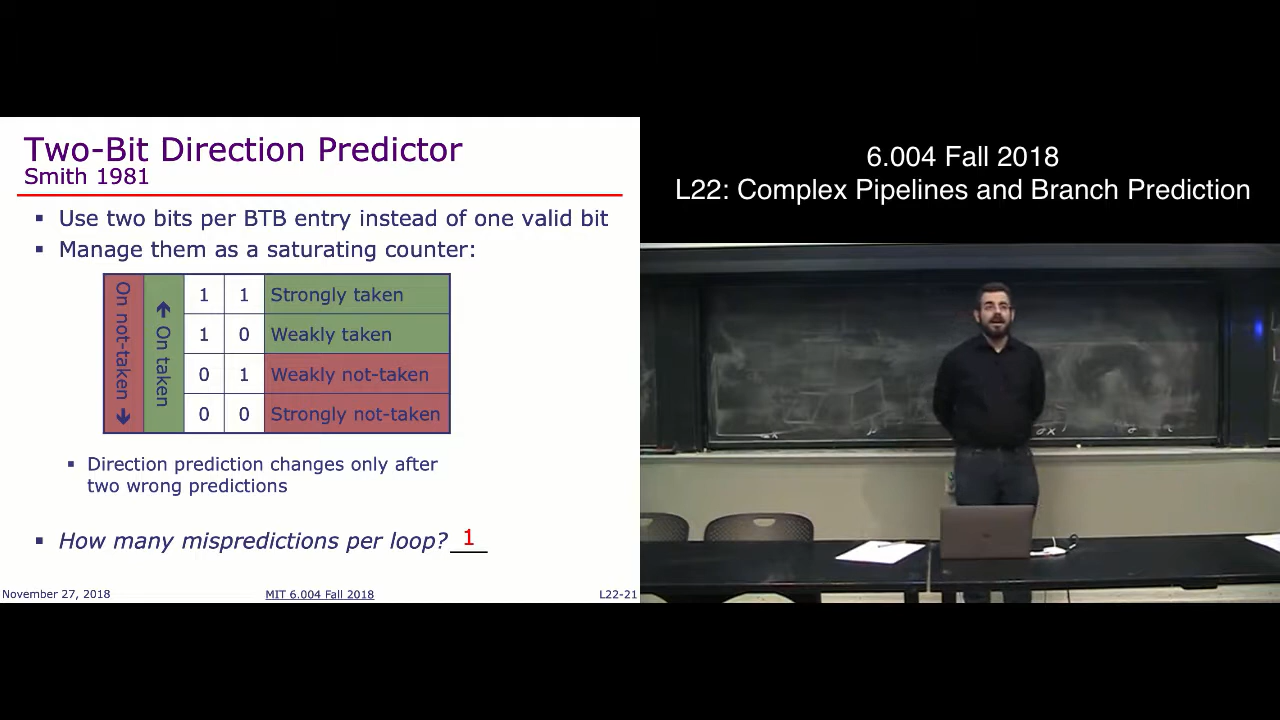 Two-Bit Direction Predictor
Smith 1981
▪ Use two bits per BTB entry instead of one valid bit
▪ Manage them as a saturating counter:
On not-taken →
On taken →
1 1 Strongly taken
1 0 Weakly taken
0 1 Weakly not-taken
0 0 Strongly not-taken
▪ Direction prediction changes only after
two wrong predictions
▪ How many mispredictions per loop? 1
November 27, 2018 MIT 6.004 Fall 2018 L22-21
6.004 Fall 2018
L22: Complex Pipelines and Branch Prediction